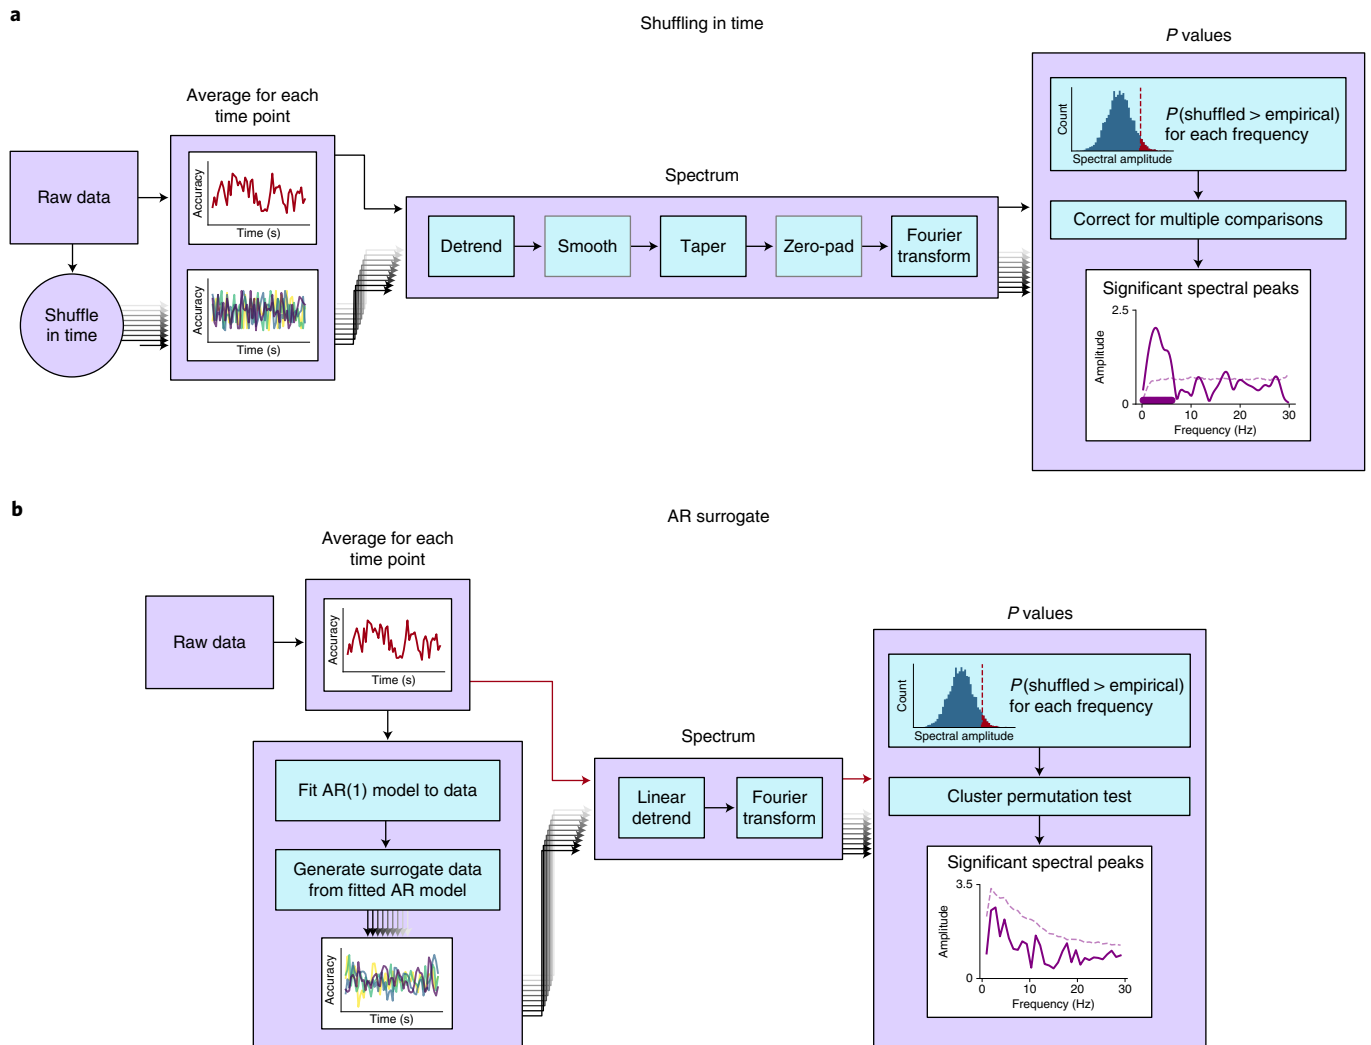 a
Shuffling in time
P values
Average for each
time point
Raw data
Accuracy
Time (s)
Shuffle
in time
Accuracy
Time (s)
Spectrum
Detrend
Smooth
Taper
Zero-pad
Fourier
transform
Count
Spectral amplitude
P(shuffled > empirical)
for each frequency
Correct for multiple comparisons
Significant spectral peaks
2.5
Amplitude
0
0
10
20
30
Frequency (Hz)
b
AR surrogate
Average for each
time point
Raw data
Accuracy
Time (s)
Fit AR(1) model to data
Generate surrogate data
from fitted AR model
Accuracy
Time (s)
Spectrum
Linear
detrend
Fourier
transform
P values
Count
Spectral amplitude
P(shuffled > empirical)
for each frequency
Cluster permutation test
Significant spectral peaks
3.5
Amplitude
0
0
10
20
30
Frequency (Hz)